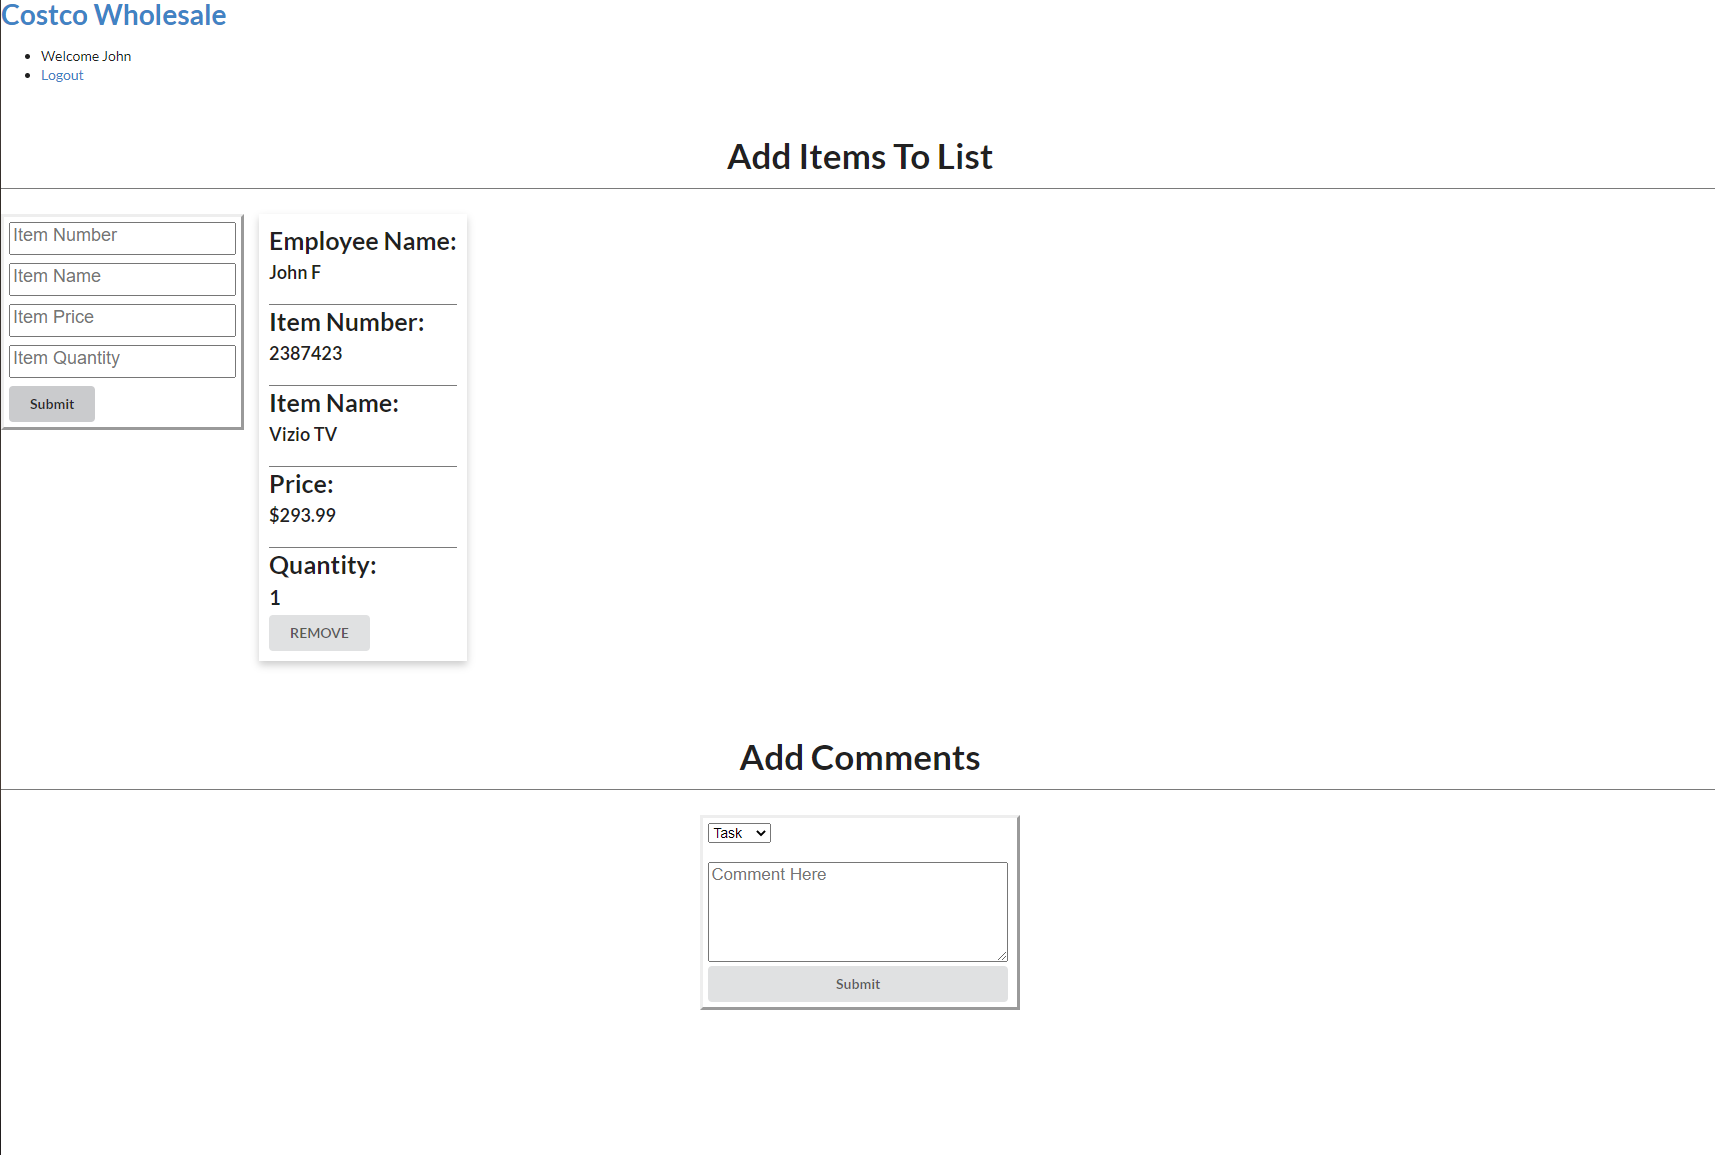 Costco Wholesale
Welcome John
Logout
Add Items To List
Item Number
Item Name
Item Price
Item Quantity
Submit
Employee Name:
John F
Item Number:
2387423
Item Name:
Vizio TV
Price:
$293.99
Quantity:
1
REMOVE
Add Comments
Task
Comment Here
Submit